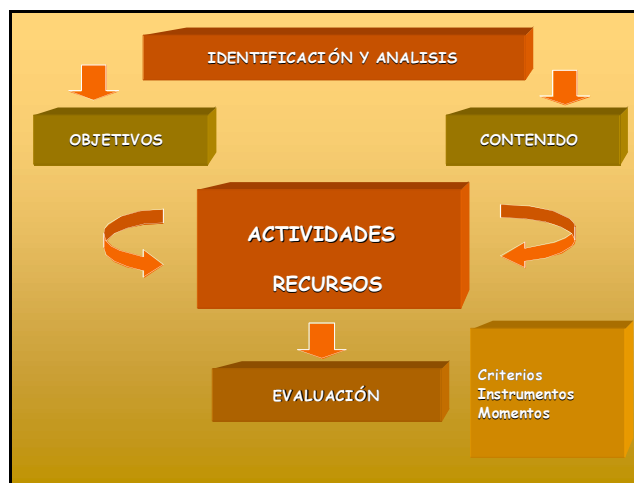 IDENTIFICACIÓN Y ANALISIS
OBJETIVOS
CONTENIDO
ACTIVIDADES
RECURSOS
EVALUACIÓN
Criterios
Instrumentos
Momentos